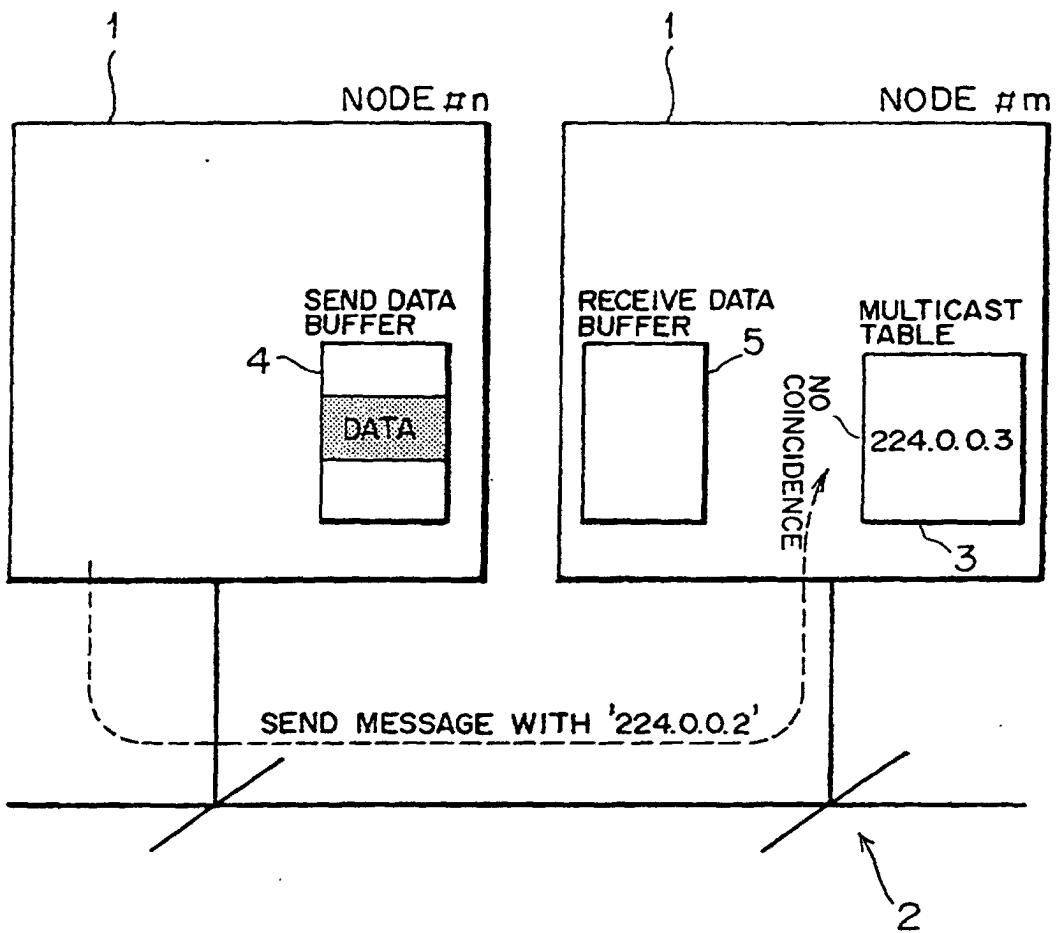 1
1
NODE #n
NODE #m
SEND DATA
BUFFER
4
DATA
RECEIVE DATA
BUFFER
5
MULTICAST
TABLE
NO
COINCIDENCE
224.0.0.3
3
SEND MESSAGE WITH '224.0.0.2'
2